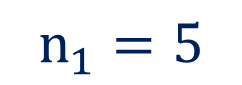 n₁ = 5